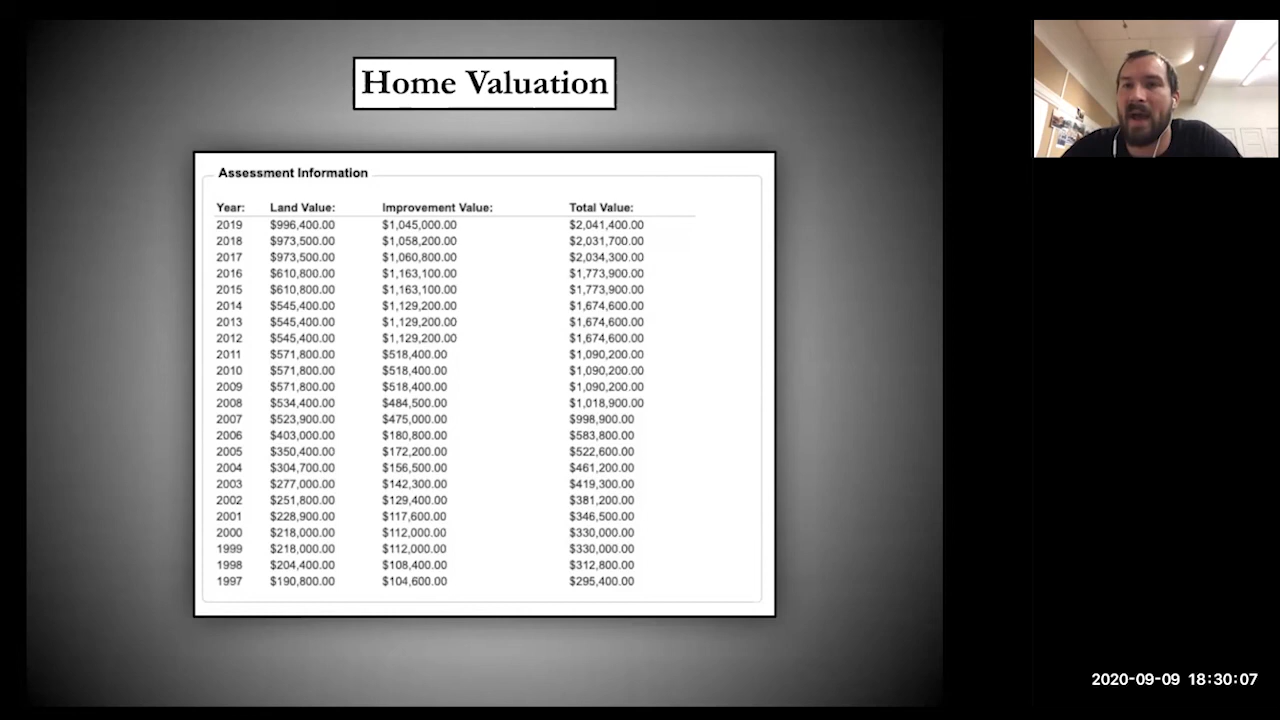 Home Valuation
Assessment Information
Year: Land Value: Improvement Value: Total Value:
2019 $996,400.00 $1,045,000.00 $2,041,400.00
2018 $973,500.00 $1,058,200.00 $2,031,700.00
2017 $973,500.00 $1,060,800.00 $2,034,300.00
2016 $610,800.00 $1,163,100.00 $1,773,900.00
2015 $610,800.00 $1,163,100.00 $1,773,900.00
2014 $545,400.00 $1,129,200.00 $1,674,600.00
2013 $545,400.00 $1,129,200.00 $1,674,600.00
2012 $545,400.00 $1,129,200.00 $1,674,600.00
2011 $571,800.00 $518,400.00 $1,090,200.00
2010 $571,800.00 $518,400.00 $1,090,200.00
2009 $571,800.00 $518,400.00 $1,090,200.00
2008 $534,400.00 $484,500.00 $1,018,900.00
2007 $523,900.00 $475,000.00 $998,900.00
2006 $403,000.00 $180,800.00 $583,800.00
2005 $350,400.00 $172,200.00 $522,600.00
2004 $304,700.00 $156,500.00 $461,200.00
2003 $277,000.00 $142,300.00 $419,300.00
2002 $251,800.00 $129,400.00 $381,200.00
2001 $228,900.00 $117,600.00 $346,500.00
2000 $218,000.00 $112,000.00 $330,000.00
1999 $218,000.00 $112,000.00 $330,000.00
1998 $204,400.00 $108,400.00 $312,800.00
1997 $190,800.00 $104,600.00 $295,400.00
2020-09-09 18:30:07